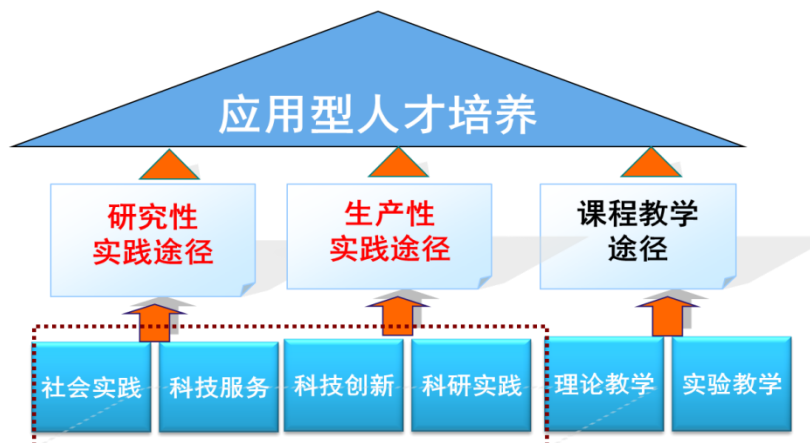 应用型人才培养
研究性
实践途径
生产性
实践途径
课程教学
途径
社会实践
科技服务
科技创新
科研实践
理论教学
实验教学